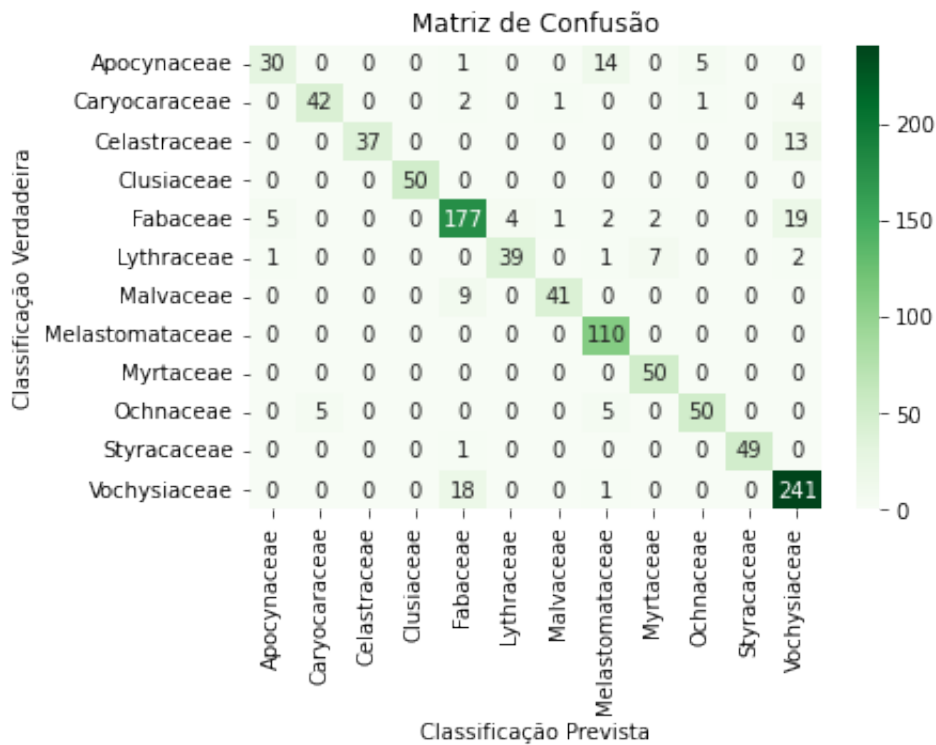 Matriz de Confusão
Classificação Verdadeira
Apocynaceae 30 0 0 0 1 0 0 14 0 5 0 0
Caryocaraceae 0 42 0 0 2 0 1 0 0 1 0 4
Celastraceae 0 0 37 0 0 0 0 0 0 0 0 13
Clusiaceae 0 0 0 50 0 0 0 0 0 0 0 0
Fabaceae 5 0 0 0 177 4 1 2 2 0 0 19
Lythraceae 1 0 0 0 0 39 0 1 7 0 0 2
Malvaceae 0 0 0 0 9 0 41 0 0 0 0 0
Melastomataceae 0 0 0 0 0 0 0 110 0 0 0 0
Myrtaceae 0 0 0 0 0 0 0 0 50 0 0 0
Ochnaceae 0 5 0 0 0 0 0 5 0 50 0 0
Styracaceae 0 0 0 0 1 0 0 0 0 0 49 0
Vochysiaceae 0 0 0 0 18 0 0 1 0 0 0 241
Apocynaceae
Caryocaraceae
Celastraceae
Clusiaceae
Fabaceae
Lythraceae
Malvaceae
Melastomataceae
Myrtaceae
Ochnaceae
Styracaceae
Vochysiaceae
Classificação Prevista
200
150
100
50
0